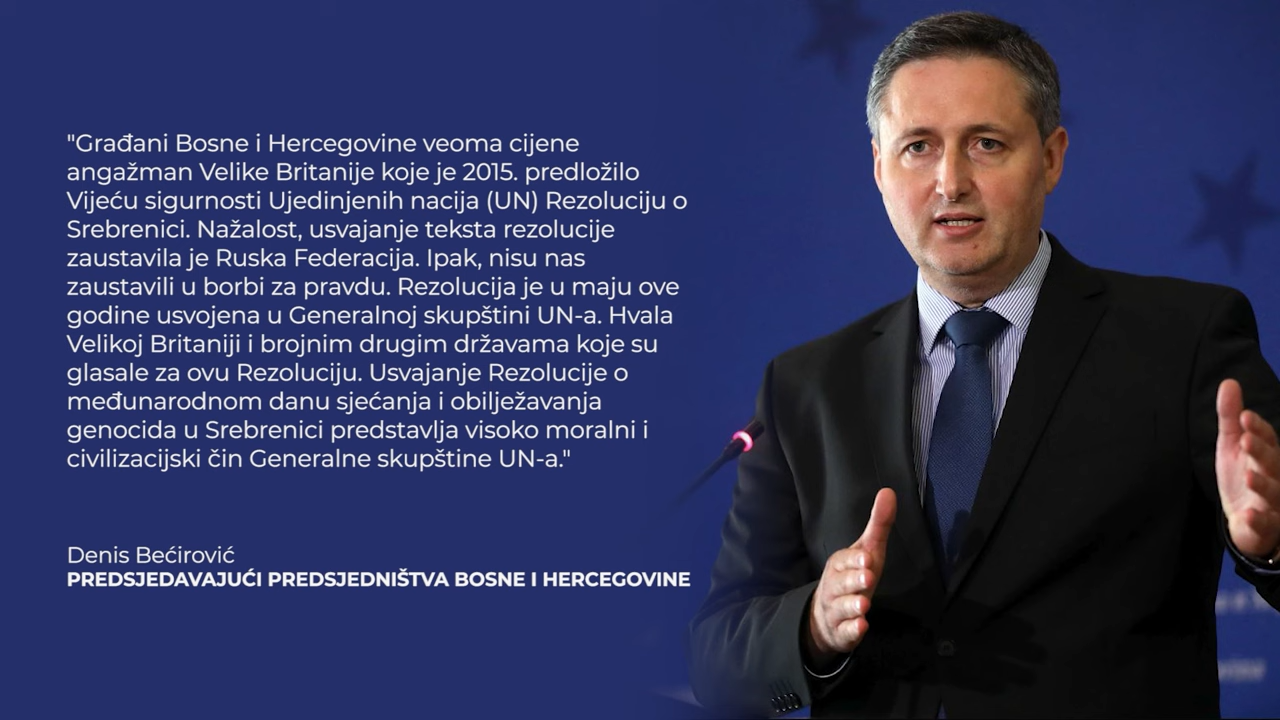 "Građani Bosne i Hercegovine veoma cijene
angažman Velike Britanije koje je 2015. predložilo
Vijeću sigurnosti Ujedinjenih nacija (UN) Rezoluciju o
Srebrenici. Nažalost, usvajanje teksta rezolucije
zaustavila je Ruska Federacija. Ipak, nisu nas
zaustavili u borbi za pravdu. Rezolucija je u maju ove
godine usvojena u Generalnoj skupštini UN-a. Hvala
Velikoj Britaniji i brojnim drugim državama koje su
glasale za ovu Rezoluciju. Usvajanje Rezolucije o
međunarodnom danu sjećanja i obilježavanja
genocida u Srebrenici predstavlja visoko moralni i
civilizacijski čin Generalne skupštine UN-a."
Denis Bećirović
PREDSJEDAVAJUĆI PREDSJEDNIŠTVA BOSNE I HERCEGOVINE